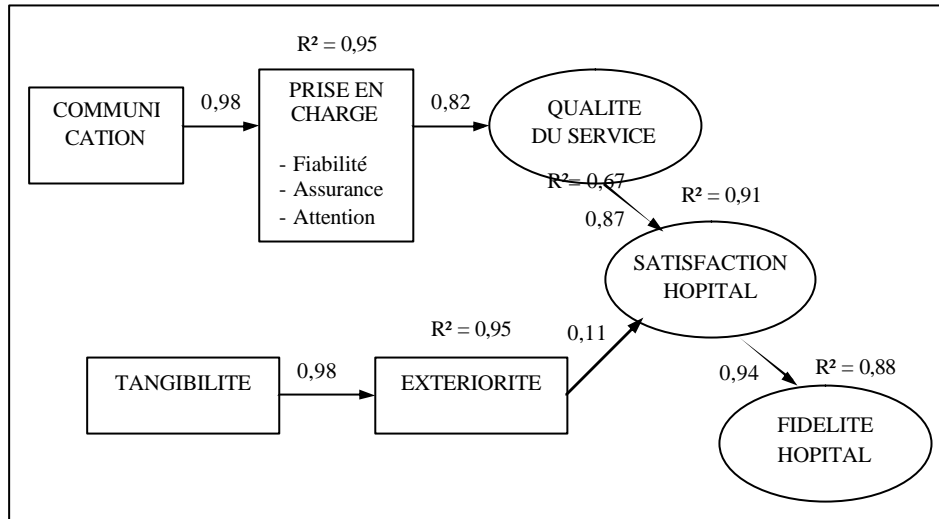 R² = 0,95
COMMUNI
CATION
0,98
PRISE EN
CHARGE
- Fiabilité
- Assurance
- Attention
0,82
QUALITE
DU SERVICE
R² = 0,67
0,87
R² = 0,91
SATISFACTION
HOPITAL
TANGIBILITE
0,98
R² = 0,95
EXTERIORITE
0,11
0,94
R² = 0,88
FIDELITE
HOPITAL